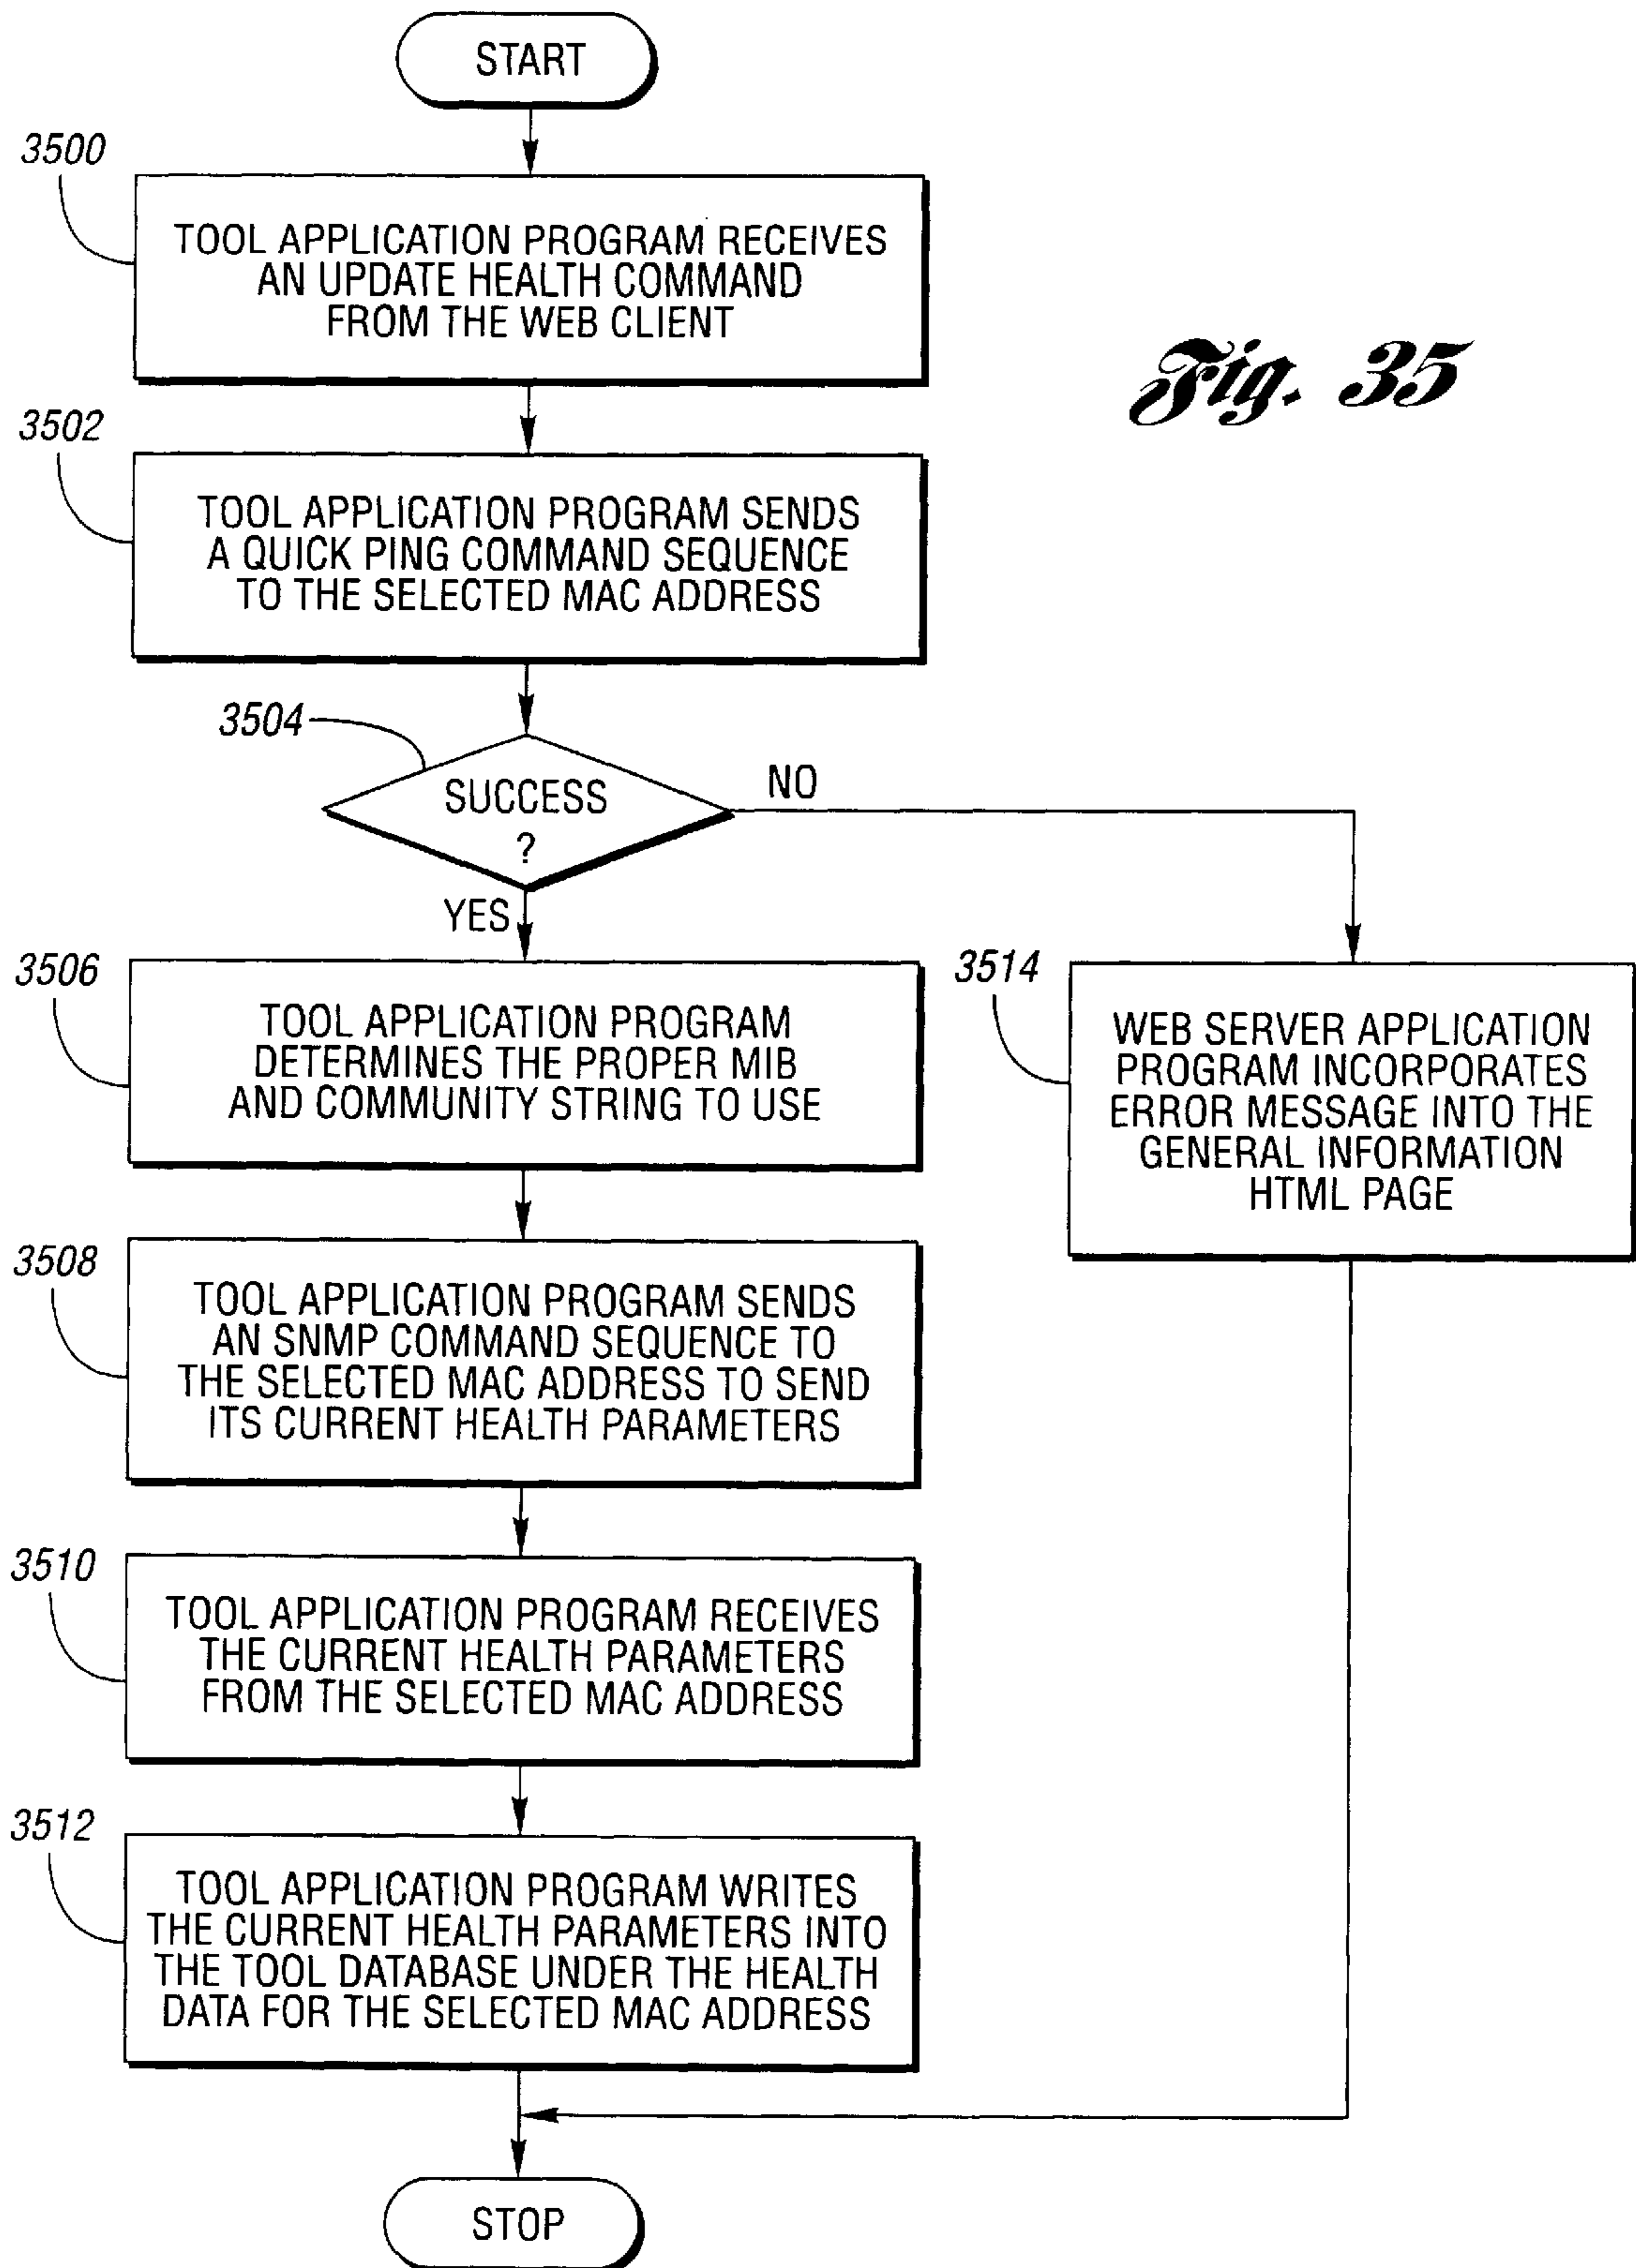 START
3500
TOOL APPLICATION PROGRAM RECEIVES
AN UPDATE HEALTH COMMAND
FROM THE WEB CLIENT
Fig. 35
3502
TOOL APPLICATION PROGRAM SENDS
A QUICK PING COMMAND SEQUENCE
TO THE SELECTED MAC ADDRESS
3504
SUCCESS
?
NO
YES
3506
TOOL APPLICATION PROGRAM
DETERMINES THE PROPER MIB
AND COMMUNITY STRING TO USE
3514
WEB SERVER APPLICATION
PROGRAM INCORPORATES
ERROR MESSAGE INTO THE
GENERAL INFORMATION
HTML PAGE
3508
TOOL APPLICATION PROGRAM SENDS
AN SNMP COMMAND SEQUENCE TO
THE SELECTED MAC ADDRESS TO SEND
ITS CURRENT HEALTH PARAMETERS
3510
TOOL APPLICATION PROGRAM RECEIVES
THE CURRENT HEALTH PARAMETERS
FROM THE SELECTED MAC ADDRESS
3512
TOOL APPLICATION PROGRAM WRITES
THE CURRENT HEALTH PARAMETERS INTO
THE TOOL DATABASE UNDER THE HEALTH
DATA FOR THE SELECTED MAC ADDRESS
STOP